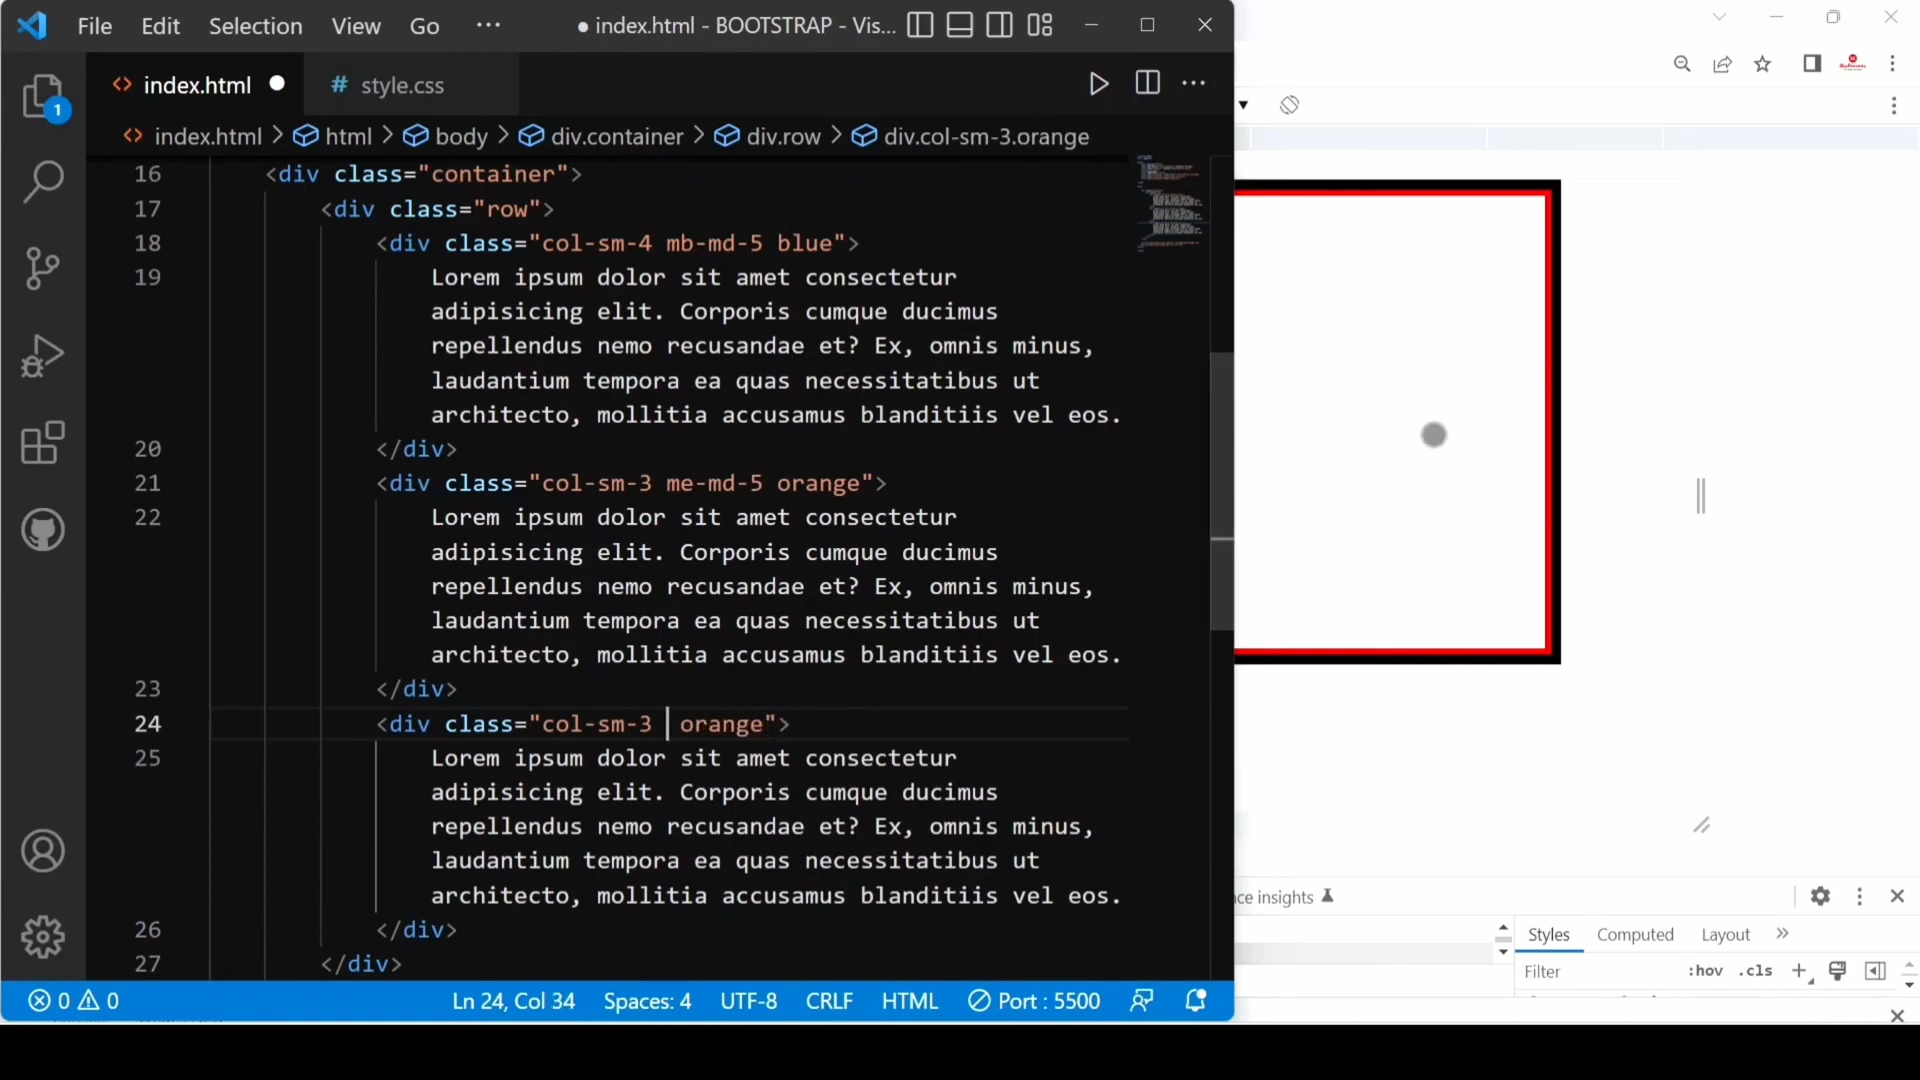 File Edit Selection View Go ··· ● index.html - BOOTSTRAP - Vis...
index.html ● # style.css
index.html > html > body > div.container > div.row > div.col-sm-3.orange
16 <div class="container">
17 <div class="row">
18 <div class="col-sm-4 mb-md-5 blue">
19 Lorem ipsum dolor sit amet consectetur
adipisicing elit. Corporis cumque ducimus
repellendus nemo recusandae et? Ex, omnis minus,
laudantium tempora ea quas necessitatibus ut
architecto, mollitia accusamus blanditiis vel eos.
20 </div>
21 <div class="col-sm-3 me-md-5 orange">
22 Lorem ipsum dolor sit amet consectetur
adipisicing elit. Corporis cumque ducimus
repellendus nemo recusandae et? Ex, omnis minus,
laudantium tempora ea quas necessitatibus ut
architecto, mollitia accusamus blanditiis vel eos.
23 </div>
24 <div class="col-sm-3  orange">
25 Lorem ipsum dolor sit amet consectetur
adipisicing elit. Corporis cumque ducimus
repellendus nemo recusandae et? Ex, omnis minus,
laudantium tempora ea quas necessitatibus ut
architecto, mollitia accusamus blanditiis vel eos.
26 </div>
27 </div>
1
0 0 Ln 24, Col 34 Spaces: 4 UTF-8 CRLF HTML Port : 5500
ce insights
Styles Computed Layout »
Filter :hov .cls +